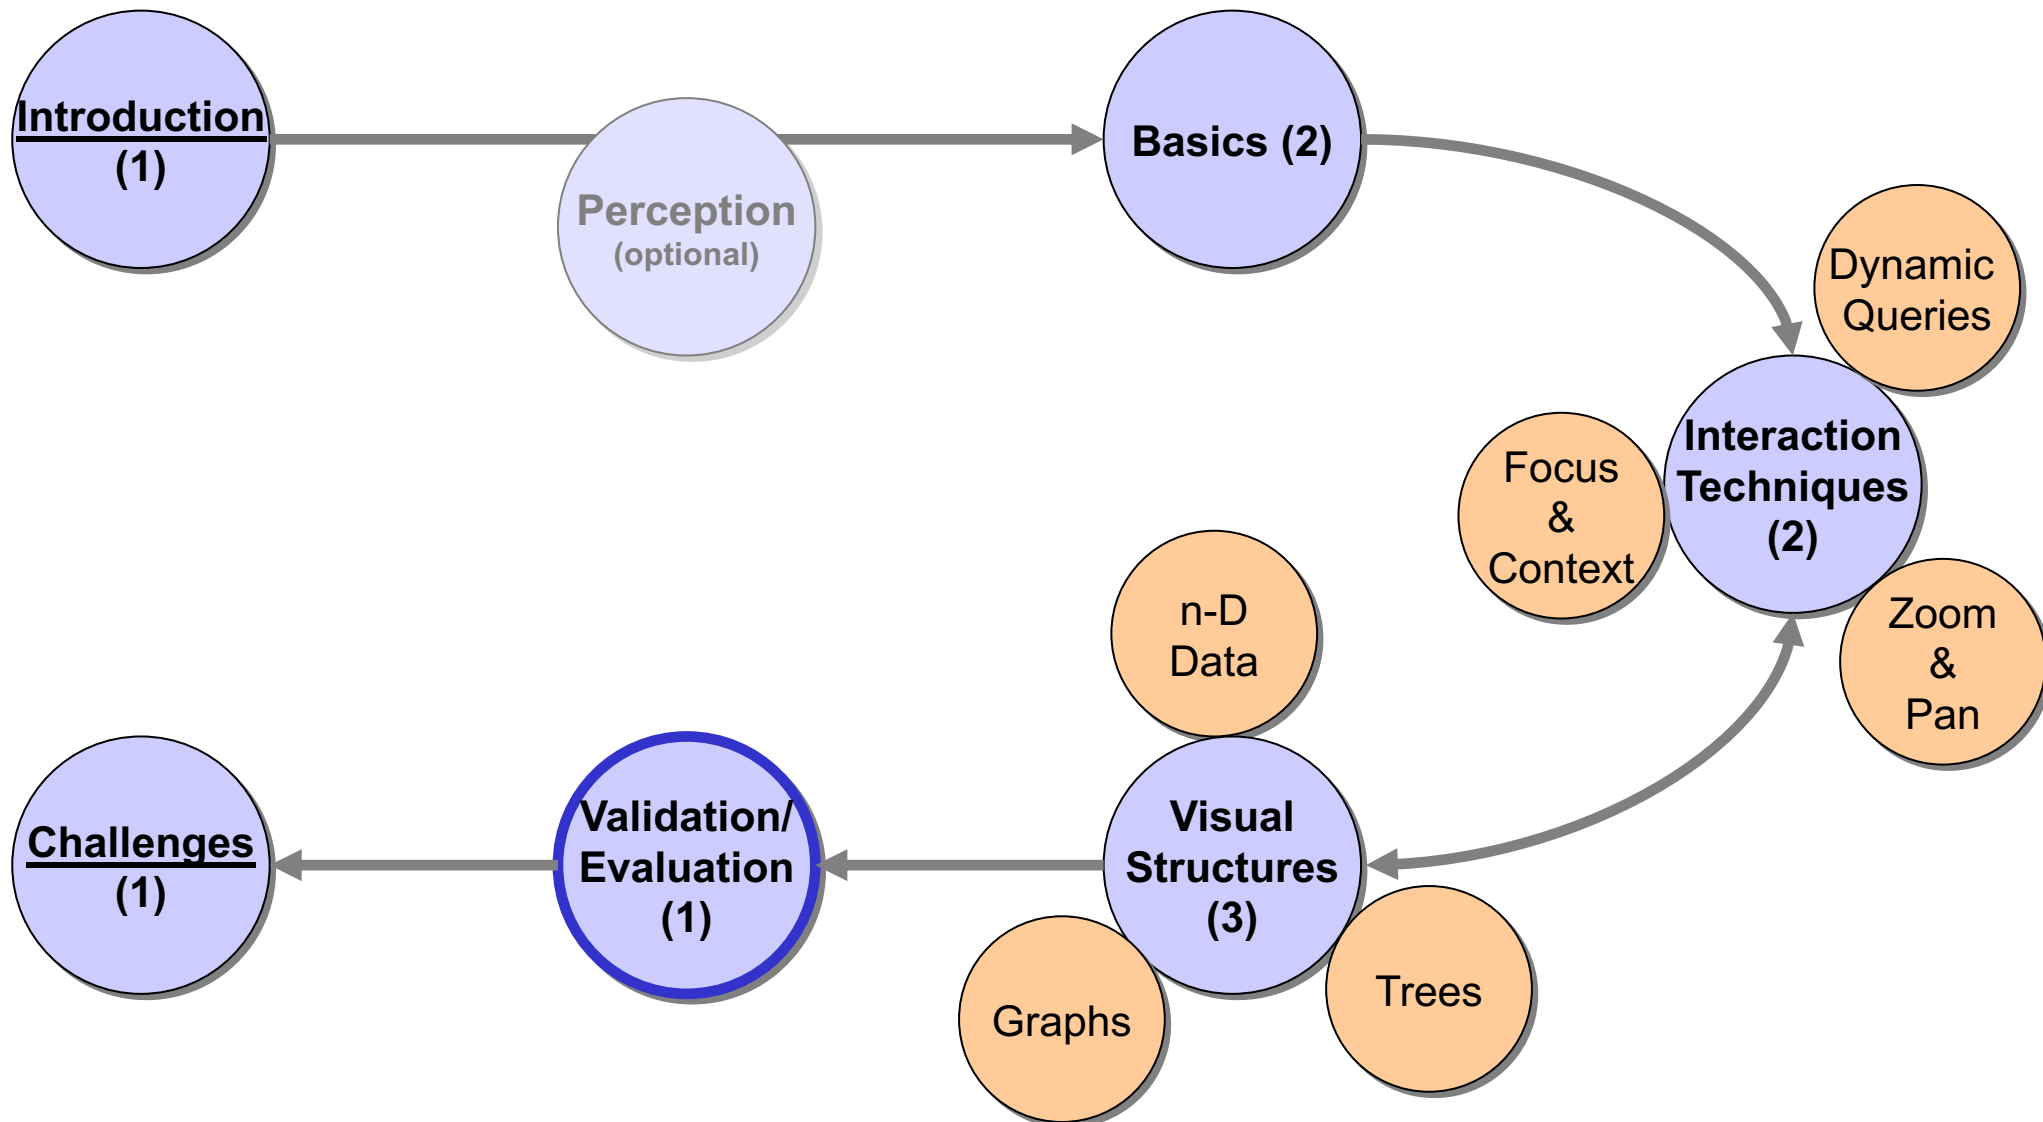 Introduction
(1)
Perception
(optional)
Basics (2)
Dynamic
Queries
Interaction
Techniques
(2)
Focus
&
Context
Zoom
&
Pan
n-D
Data
Visual
Structures
(3)
Trees
Graphs
Validation/
Evaluation
(1)
Challenges
(1)